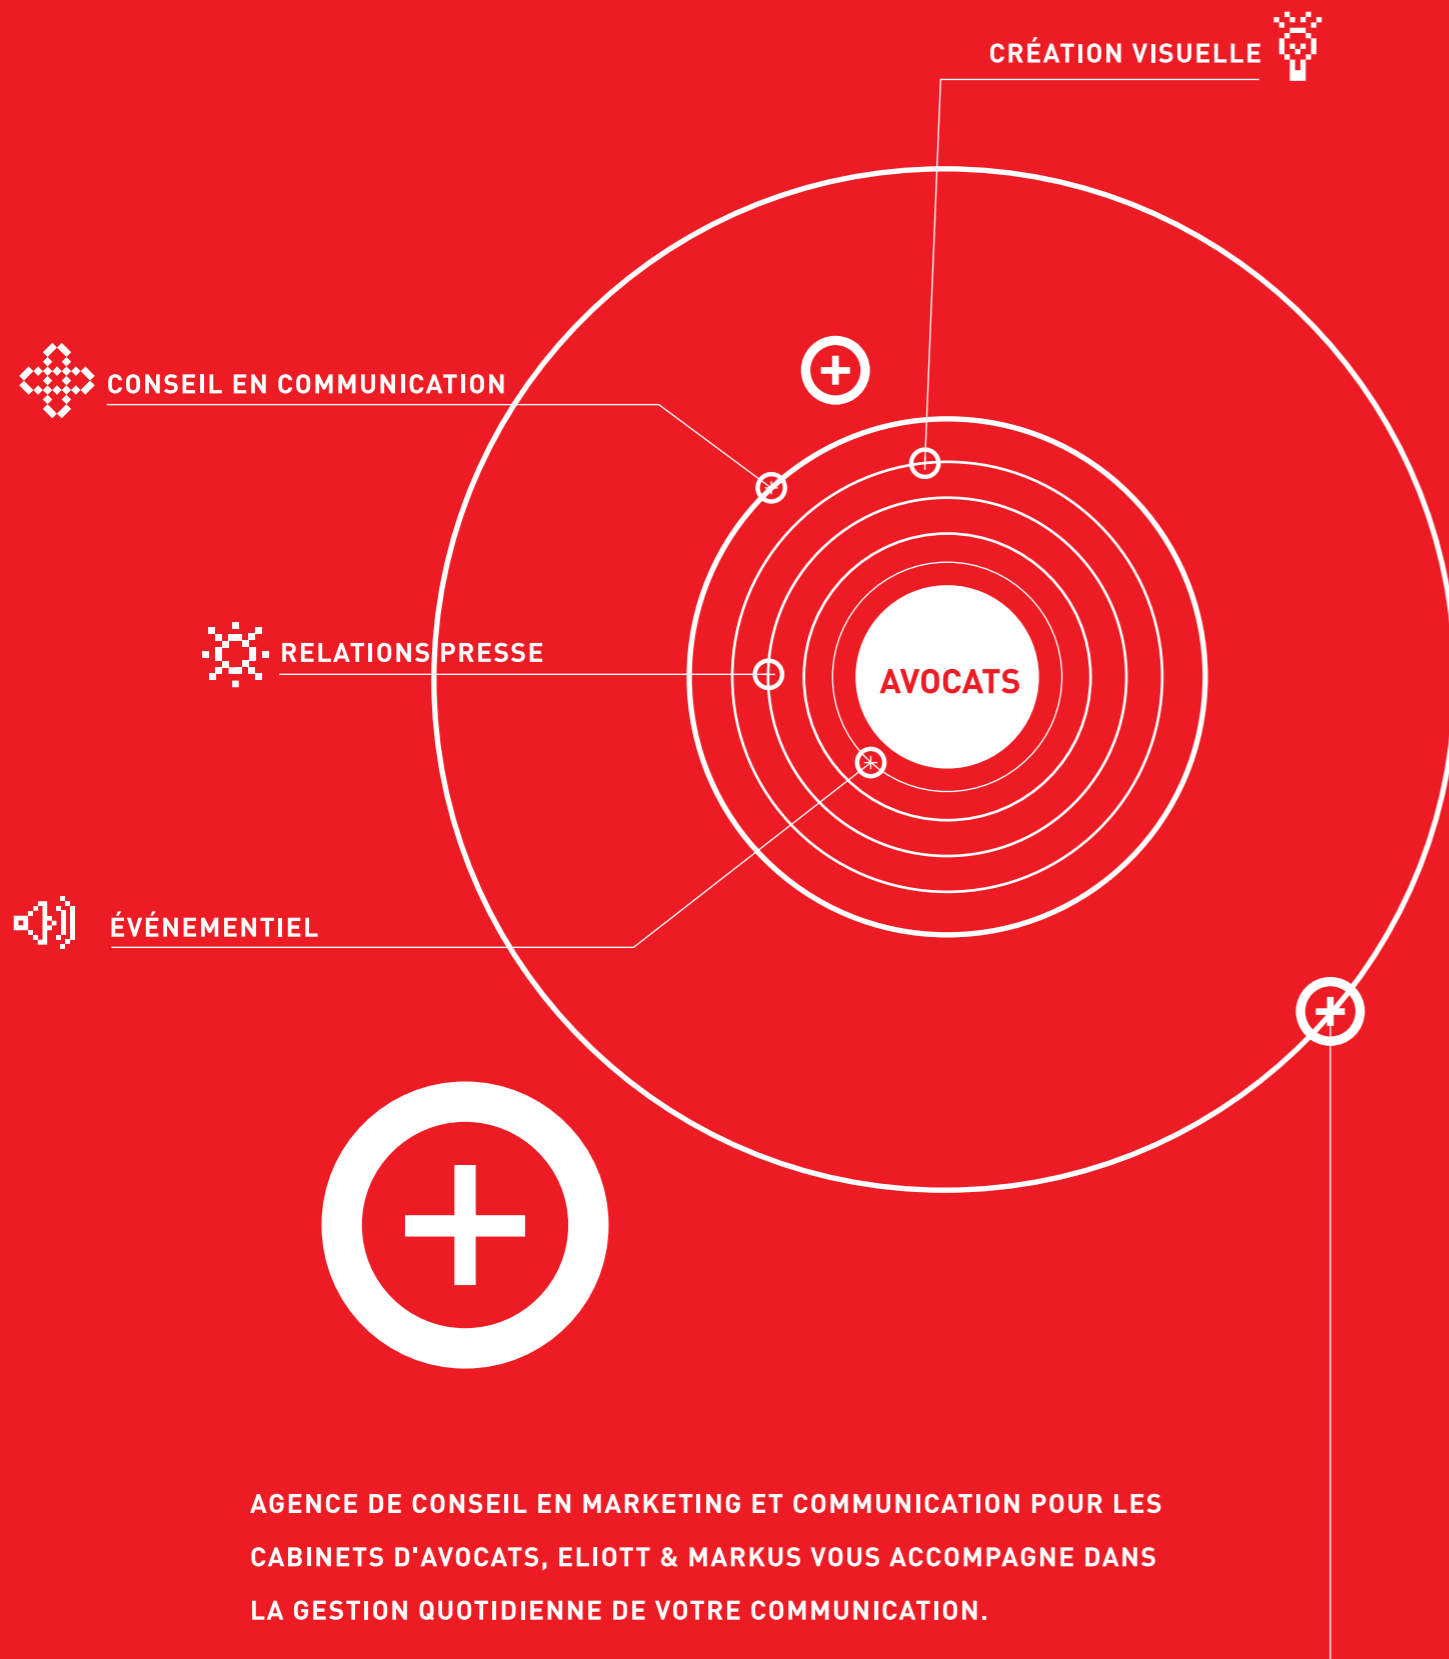 CRÉATION VISUELLE
CONSEIL EN COMMUNICATION
RELATIONS PRESSE
AVOCATS
ÉVÉNEMENTIEL
AGENCE DE CONSEIL EN MARKETING ET COMMUNICATION POUR LES
CABINETS D'AVOCATS, ELIOTT & MARKUS VOUS ACCOMPAGNE DANS
LA GESTION QUOTIDIENNE DE VOTRE COMMUNICATION.